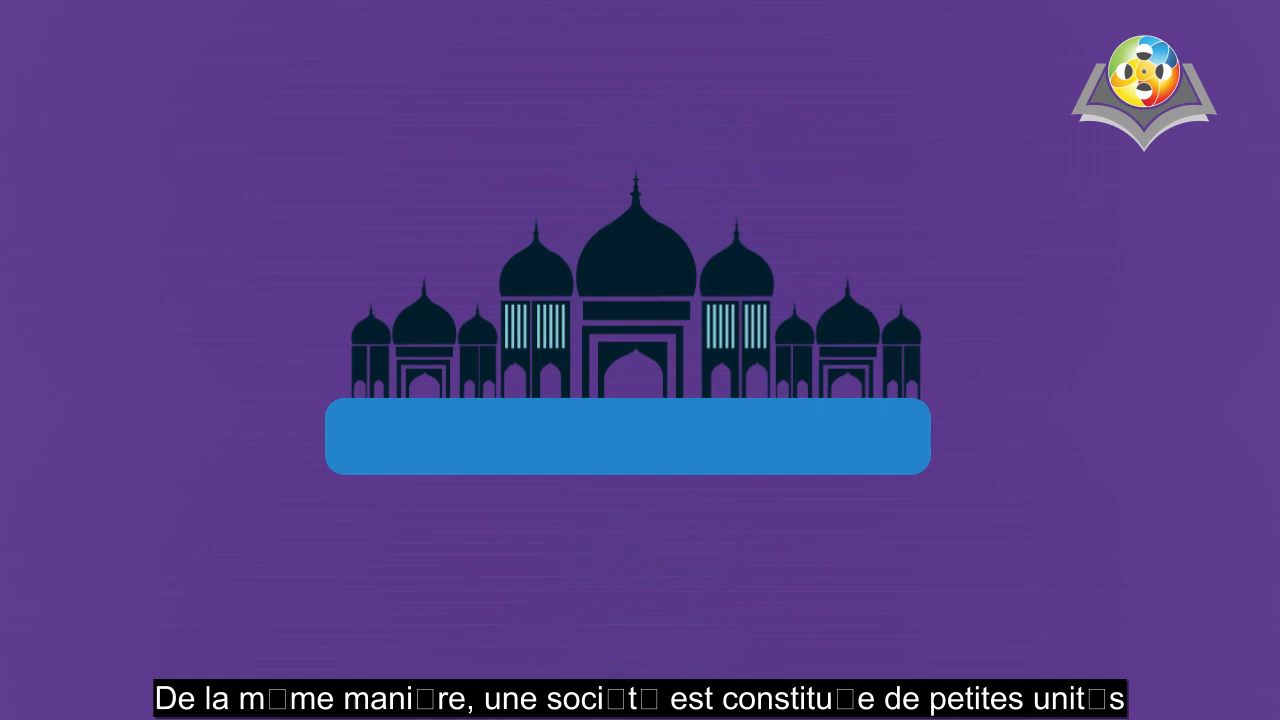 De la m□me mani□re, une soci□t□ est constitu□e de petites unit□s